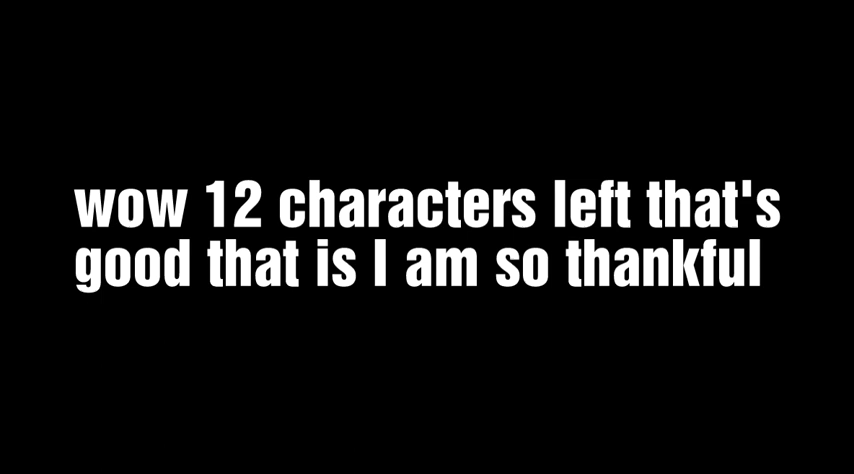 wow 12 characters left that's
good that is I am so thankful